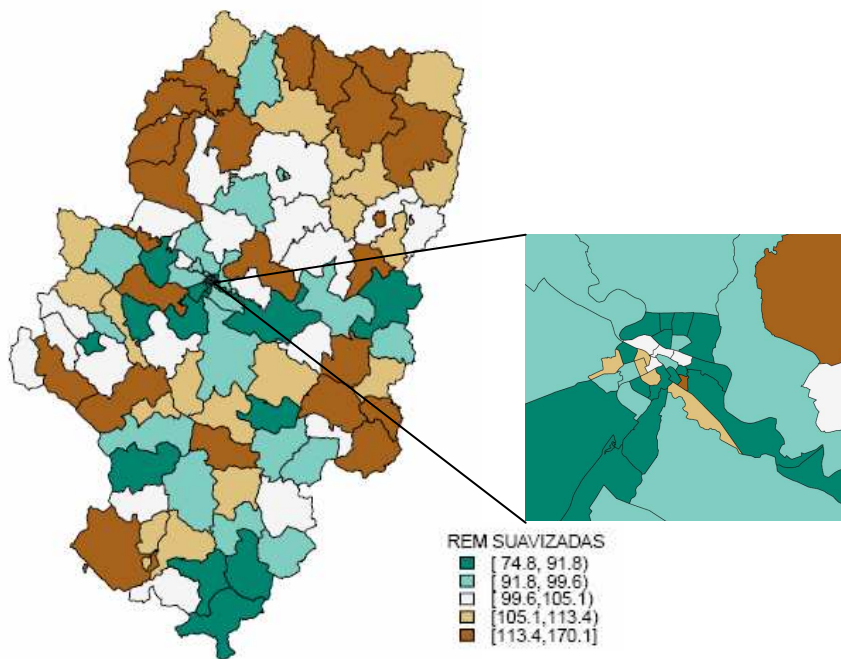 REM SUAVIZADAS
[ 74.8, 91.8)
[ 91.8, 99.6)
[ 99.6,105.1)
[105.1,113.4)
[113.4,170.1]